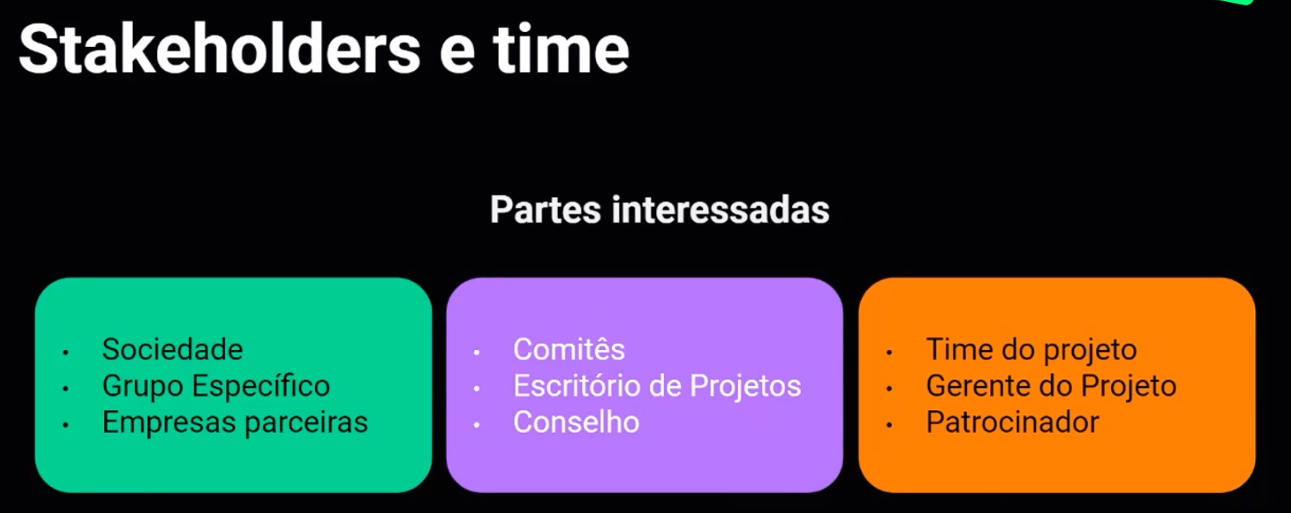 Stakeholders e time
Partes interessadas
• Sociedade
• Grupo Específico
• Empresas parceiras
• Comitês
• Escritório de Projetos
• Conselho
• Time do projeto
• Gerente do Projeto
• Patrocinador